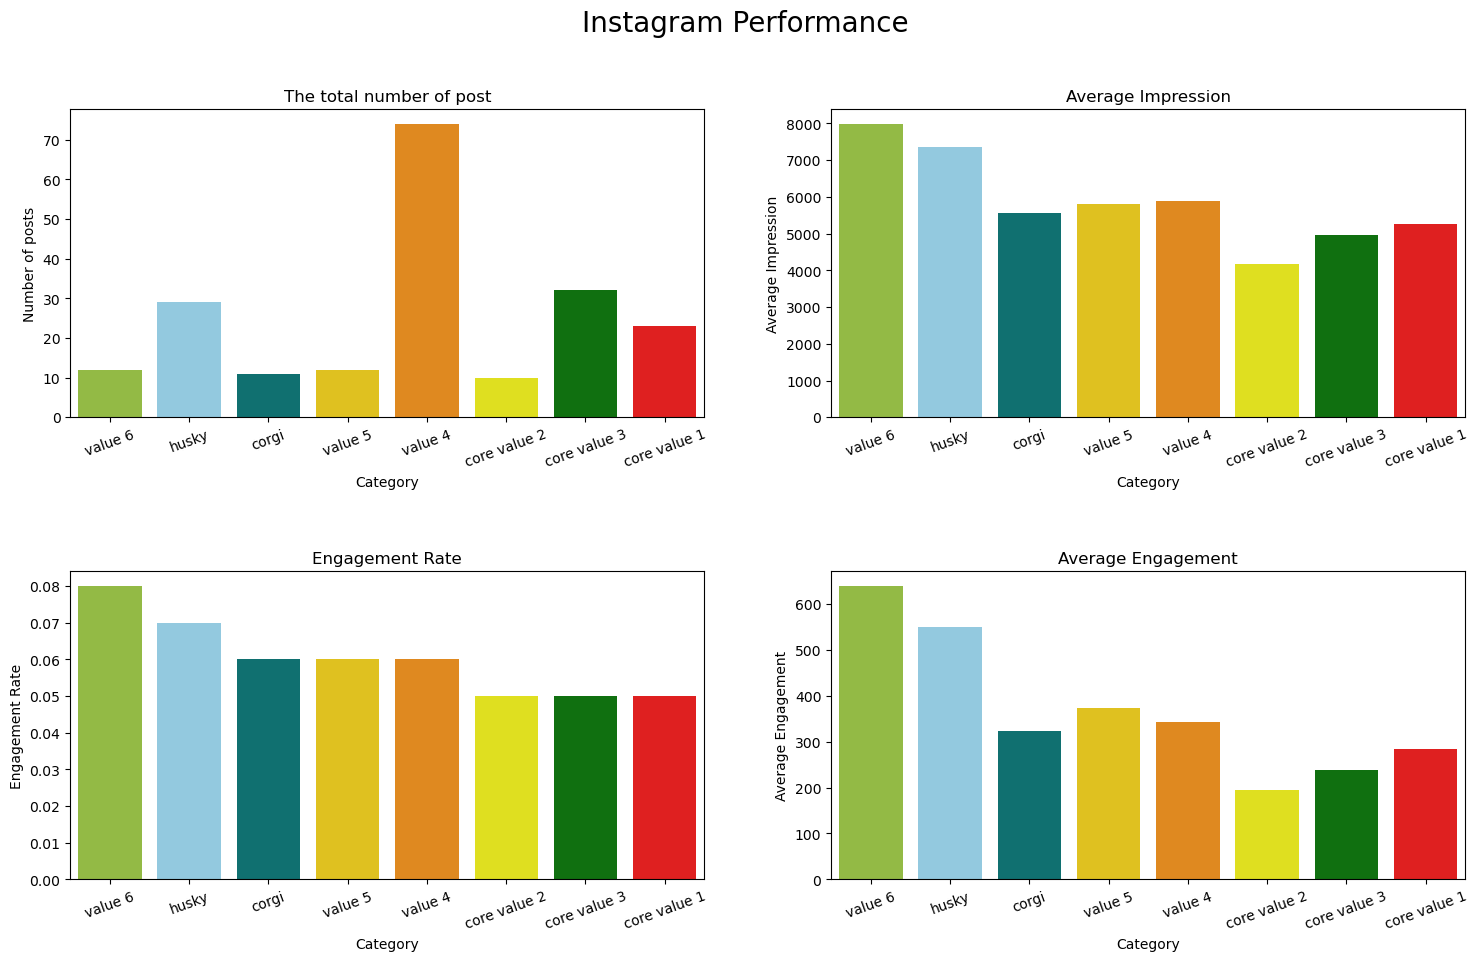 Instagram Performance
The total number of post
Number of posts
70
60
50
40
30
20
10
0
value 6 husky corgi value 5 value 4 core value 2 core value 3 core value 1
Category
Average Impression
Average Impression
8000
7000
6000
5000
4000
3000
2000
1000
0
value 6 husky corgi value 5 value 4 core value 2 core value 3 core value 1
Category
Engagement Rate
Engagement Rate
0.08
0.07
0.06
0.05
0.04
0.03
0.02
0.01
0.00
value 6 husky corgi value 5 value 4 core value 2 core value 3 core value 1
Category
Average Engagement
Average Engagement
600
500
400
300
200
100
0
value 6 husky corgi value 5 value 4 core value 2 core value 3 core value 1
Category